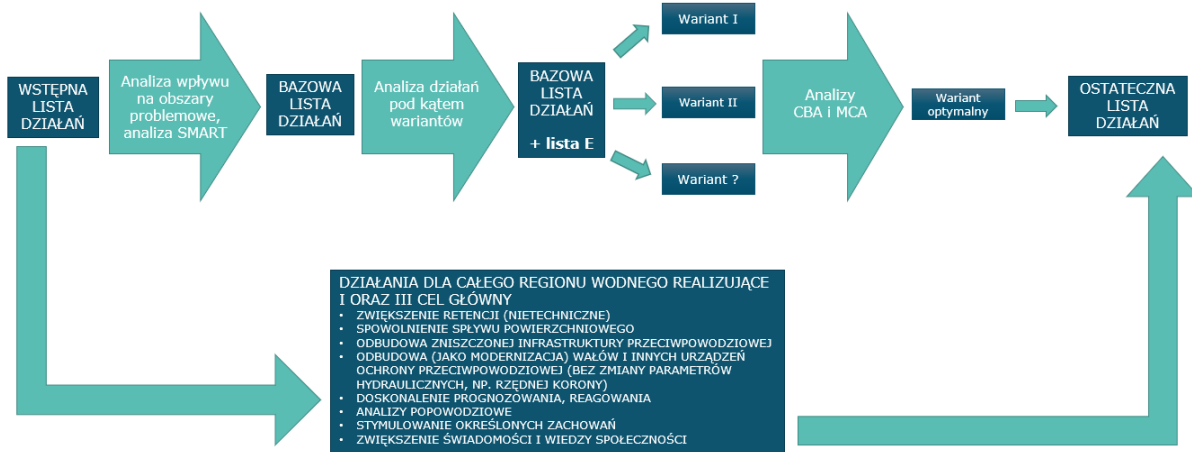 WSTĘPNA
LISTA
DZIAŁAŃ
Analiza wpływu
na obszary
problemowe,
analiza SMART
BAZOWA
LISTA
DZIAŁAŃ
Analiza działań
pod kątem
wariantów
BAZOWA
LISTA
DZIAŁAŃ
+ lista E
Wariant I
Wariant II
Wariant ?
Analizy
CBA i MCA
Wariant
optymalny
OSTATECZNA
LISTA
DZIAŁAŃ
DZIAŁANIA DLA CAŁEGO REGIONU WODNEGO REALIZUJĄCE
I ORAZ III CEL GŁÓWNY
• ZWIĘKSZENIE RETENCJI (NIETECHNICZNE)
• SPOWOLNIENIE SPŁYWU POWIERZCHNIOWEGO
• ODBUDOWA ZNISZCZONEJ INFRASTRUKTURY PRZECIWPOWODZIOWEJ
• ODBUDOWA (JAKO MODERNIZACJA) WAŁÓW I INNYCH URZĄDZEŃ
OCHRONY PRZECIWPOWODZIOWEJ (BEZ ZMIANY PARAMETRÓW
HYDRAULICZNYCH, NP. RZĘDNEJ KORONY)
• DOSKONALENIE PROGNOZOWANIA, REAGOWANIA
• ANALIZY POPOWODZIOWE
• STYMULOWANIE OKREŚLONYCH ZACHOWAŃ
• ZWIĘKSZENIE ŚWIADOMOŚCI I WIEDZY SPOŁECZNOŚCI